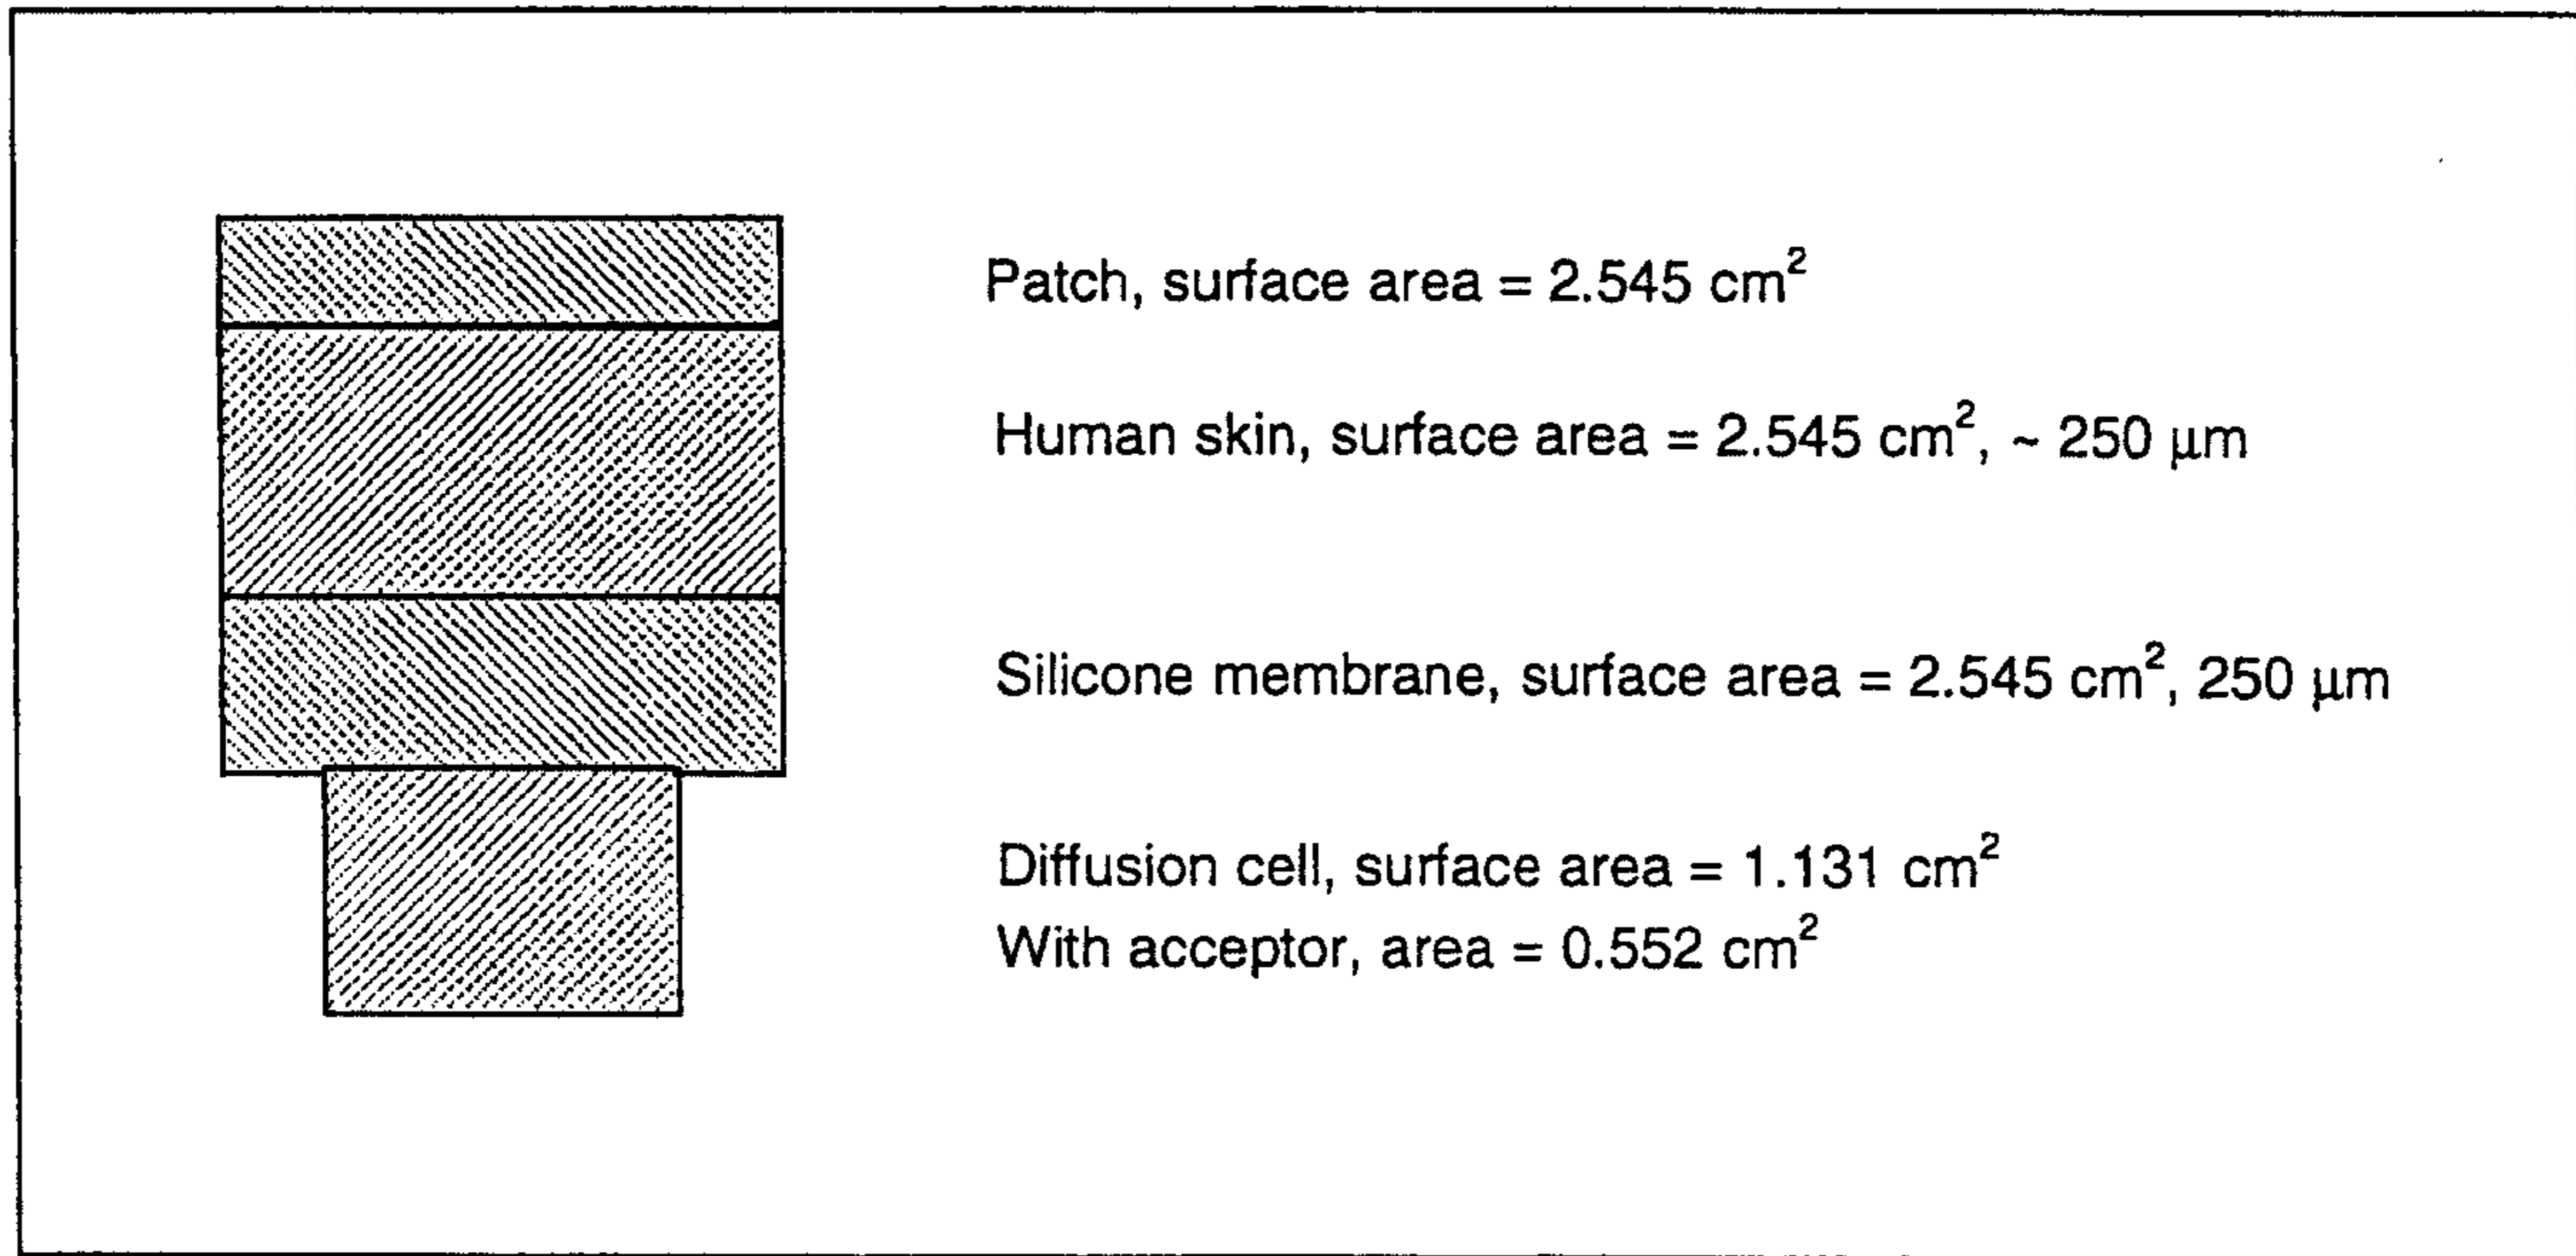 Patch, surface area = 2.545 cm²
Human skin, surface area = 2.545 cm², ~ 250 µm
Silicone membrane, surface area = 2.545 cm², 250 µm
Diffusion cell, surface area = 1.131 cm²
With acceptor, area = 0.552 cm²